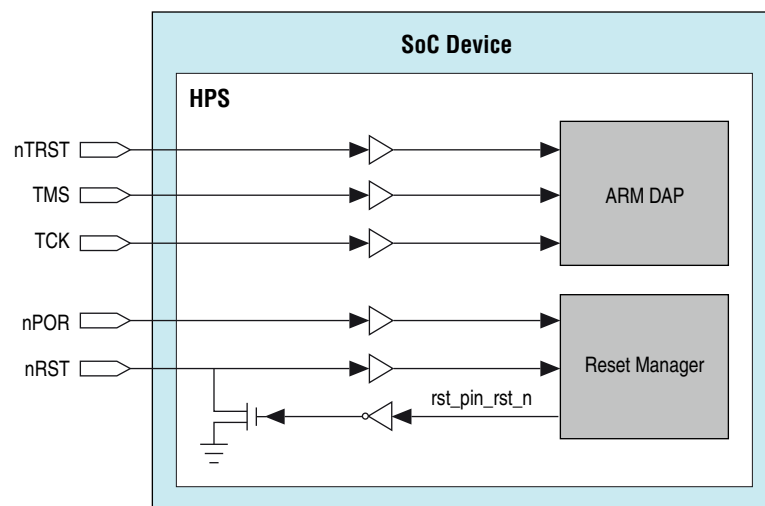 SoC Device
HPS
nTRST
TMS
TCK
ARM DAP
nPOR
nRST
Reset Manager
rst_pin_rst_n